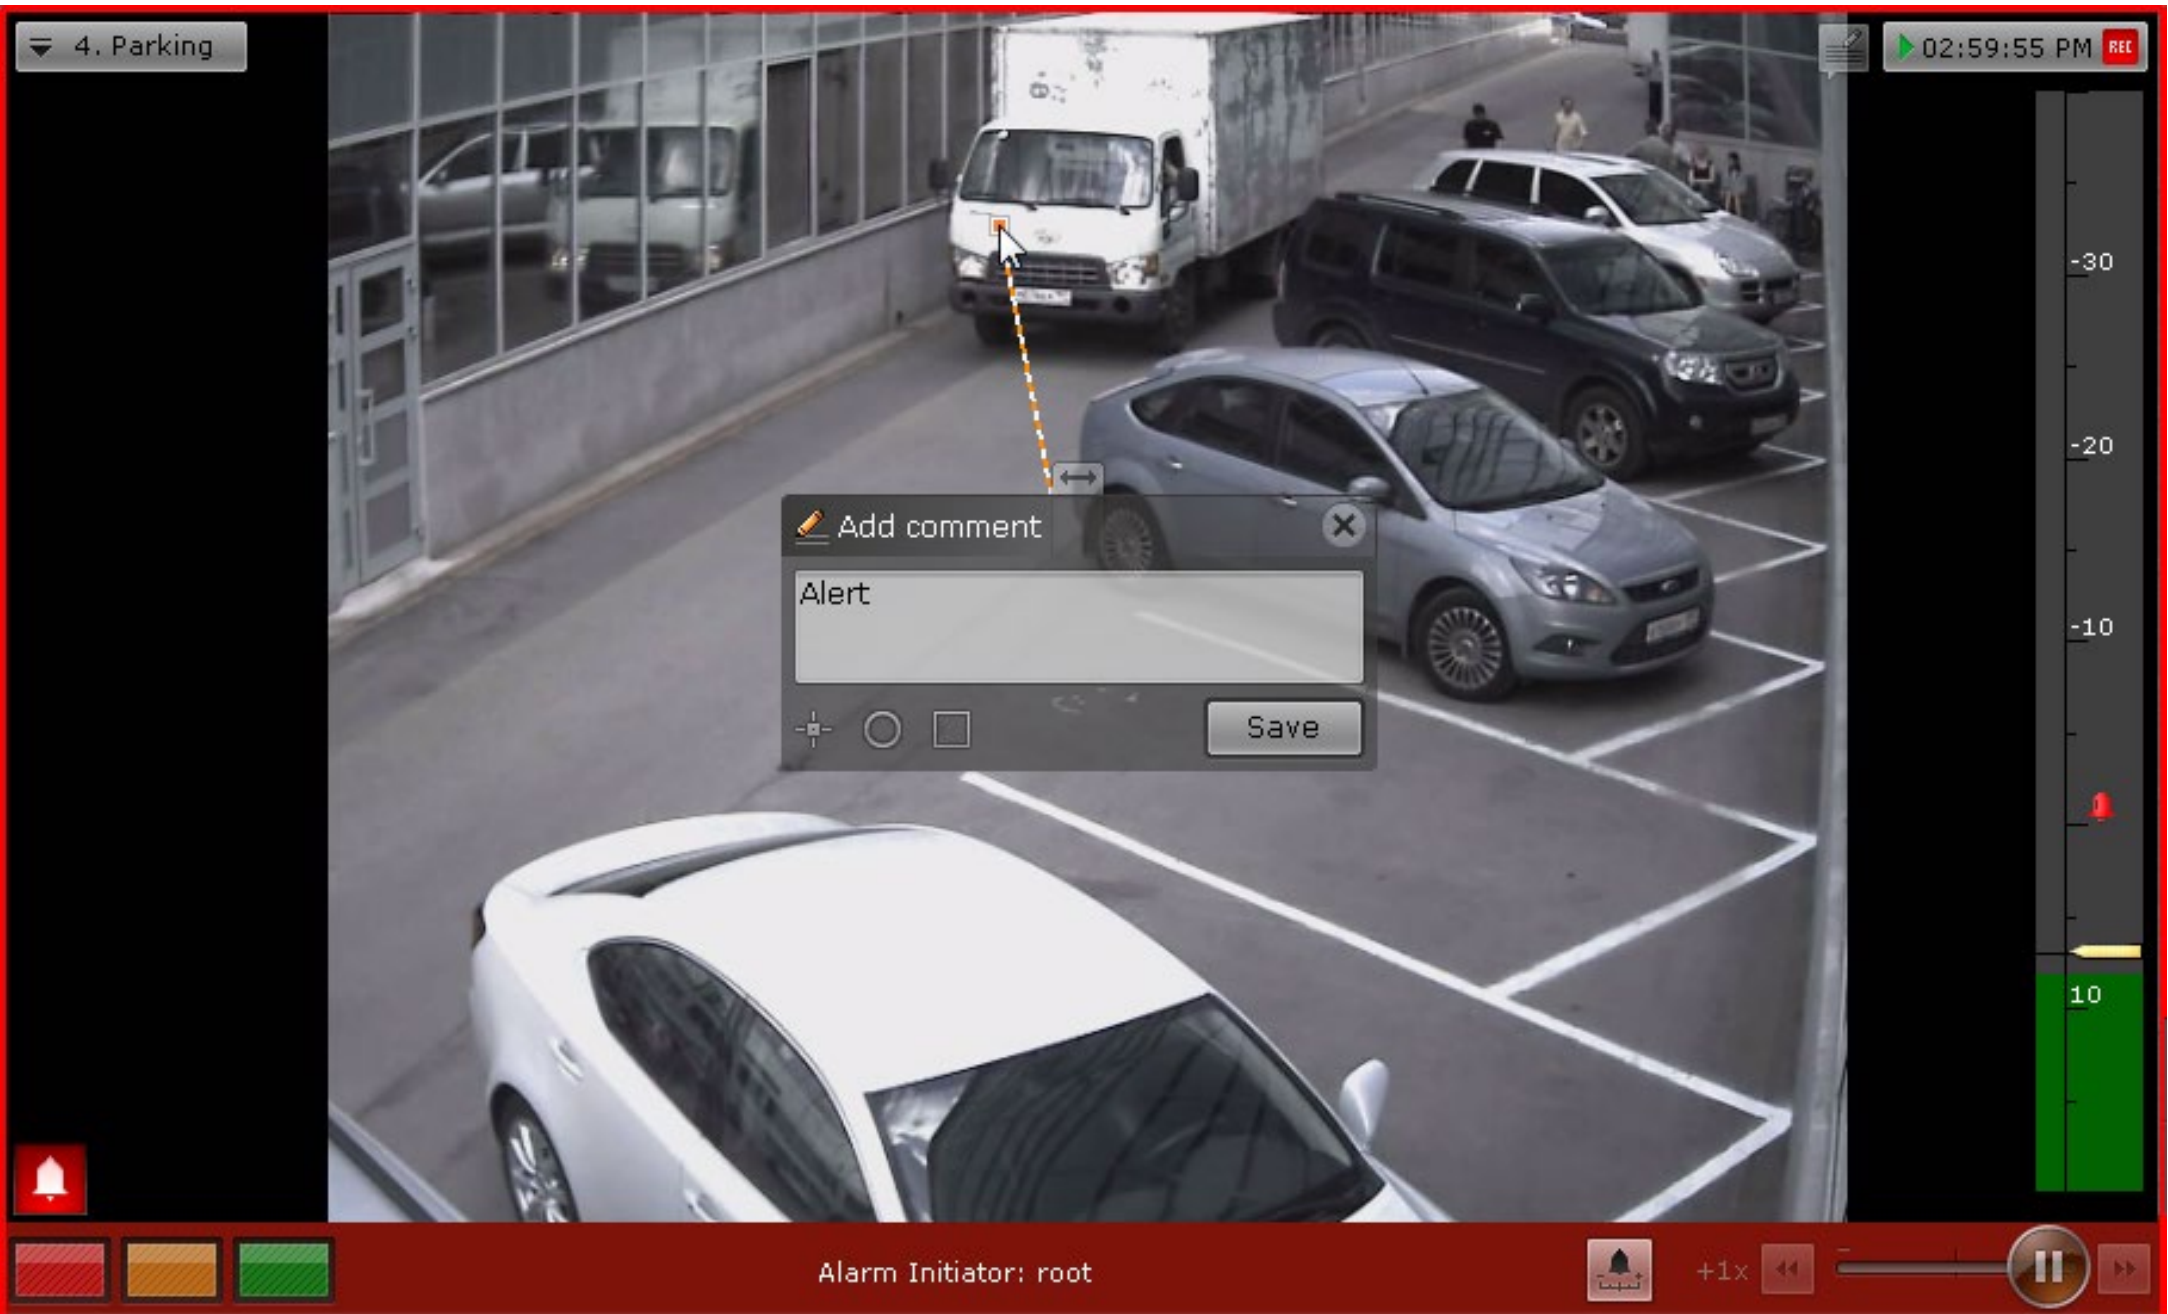 4. Parking
02:59:55 PM REC
-30
-20
-10
10
Add comment
Alert
Save
Alarm Initiator: root
+1x